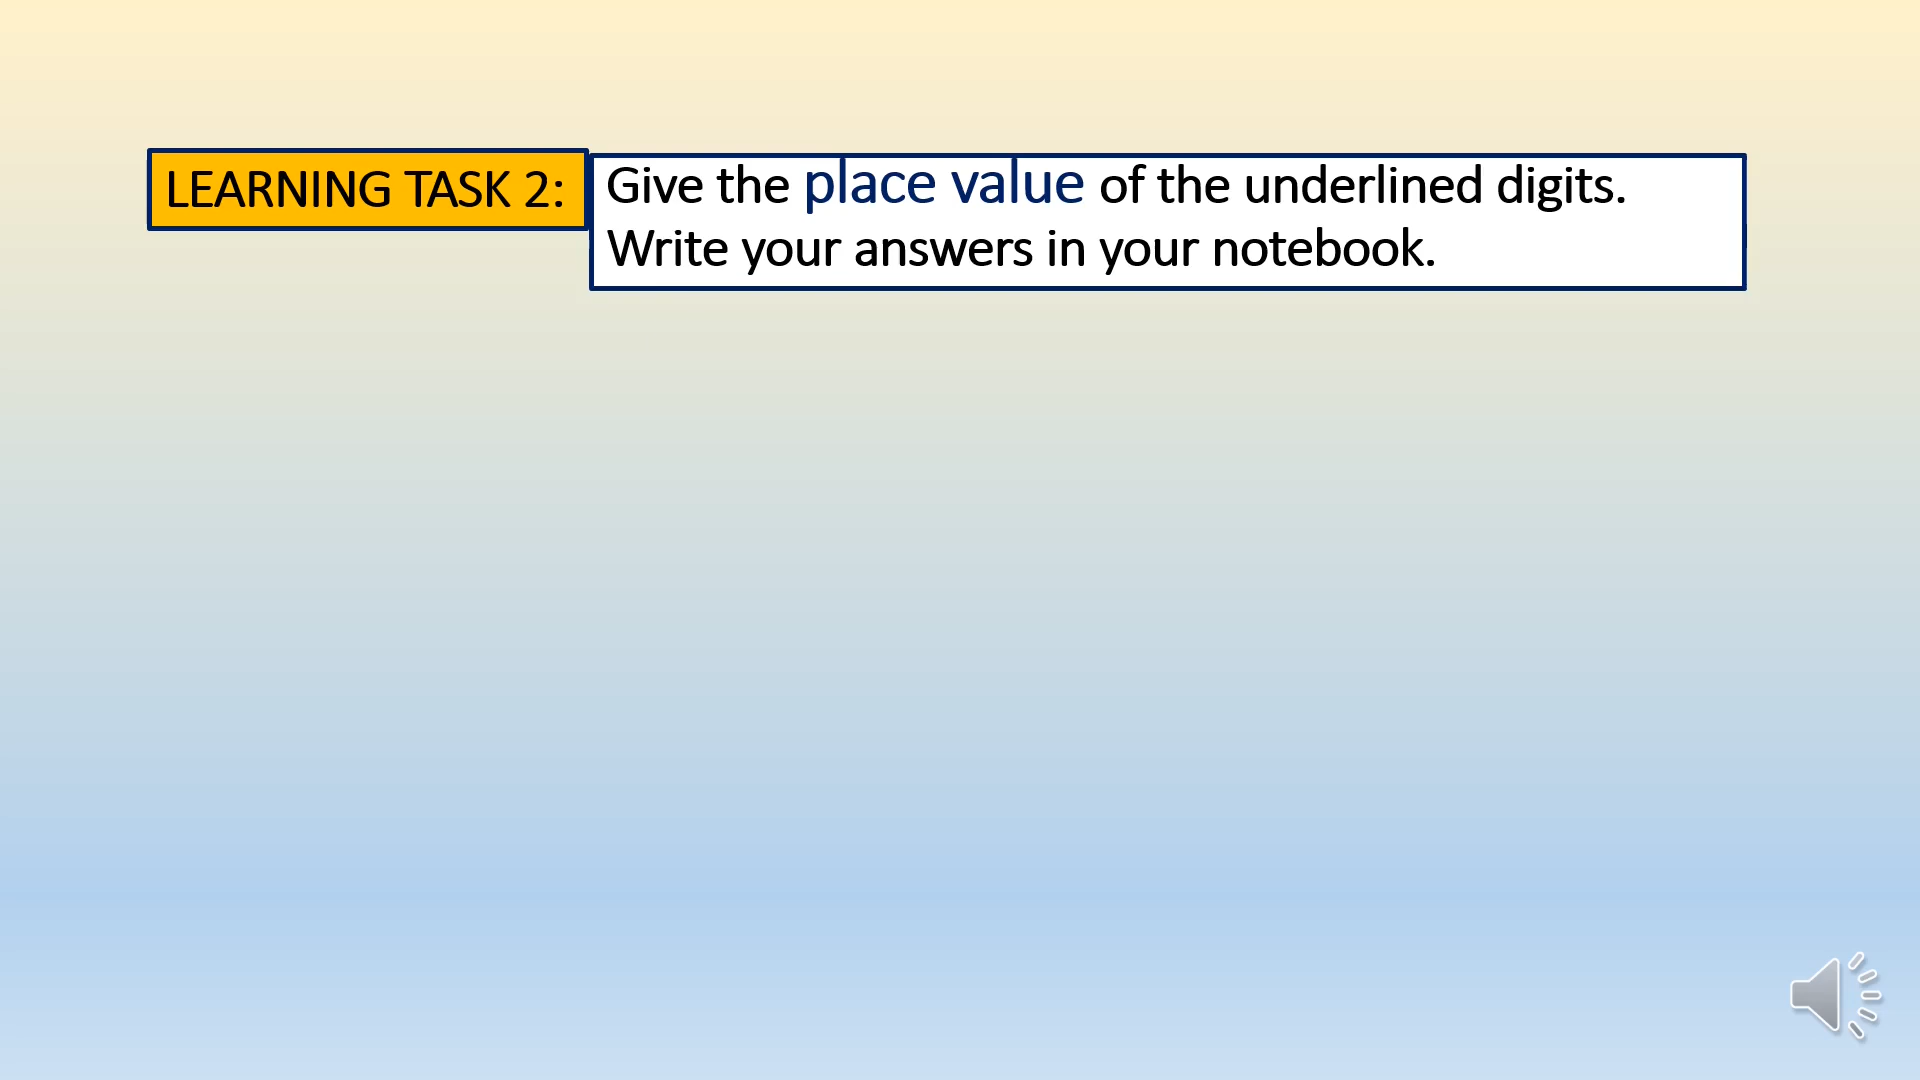 LEARNING TASK 2:
Give the place value of the underlined digits.
Write your answers in your notebook.